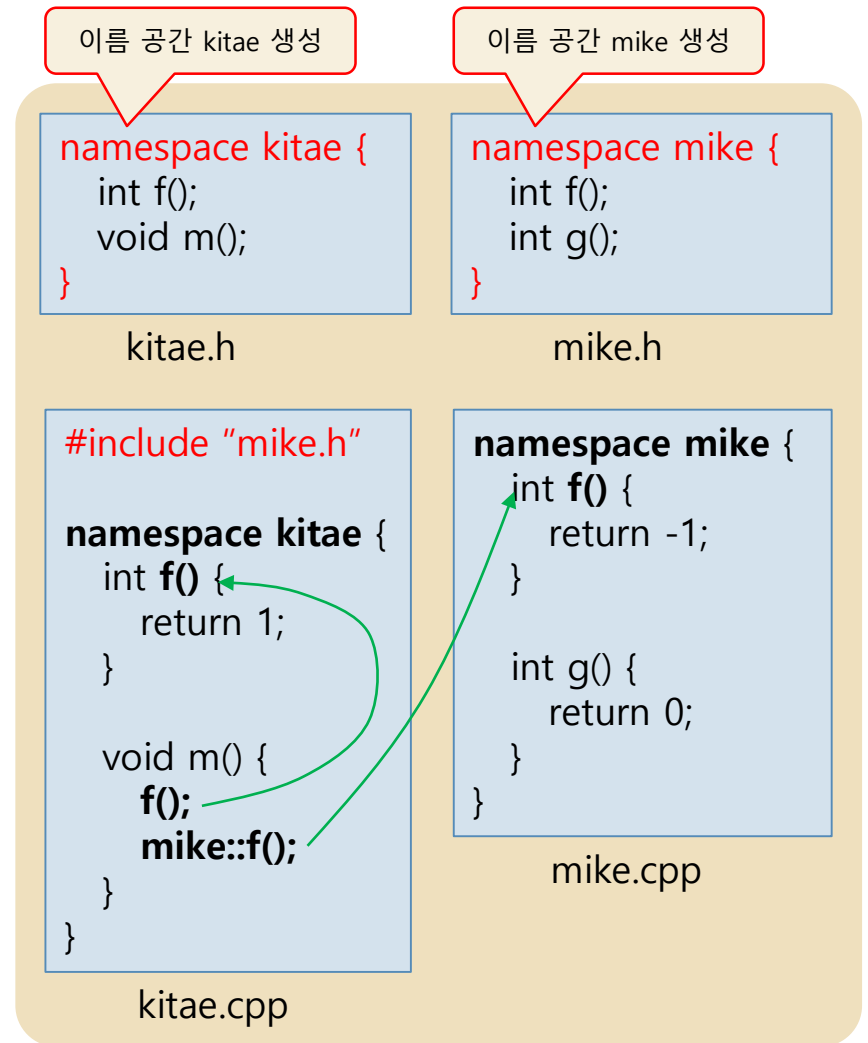 이름 공간 kitae 생성
namespace kitae {
int f();
void m();
}
kitae.h
이름 공간 mike 생성
namespace mike {
int f();
int g();
}
mike.h
#include “mike.h”
namespace kitae {
int f() {
return 1;
}
void m() {
f();
mike::f();
}
}
kitae.cpp
namespace mike {
int f() {
return -1;
}
int g() {
return 0;
}
}
mike.cpp